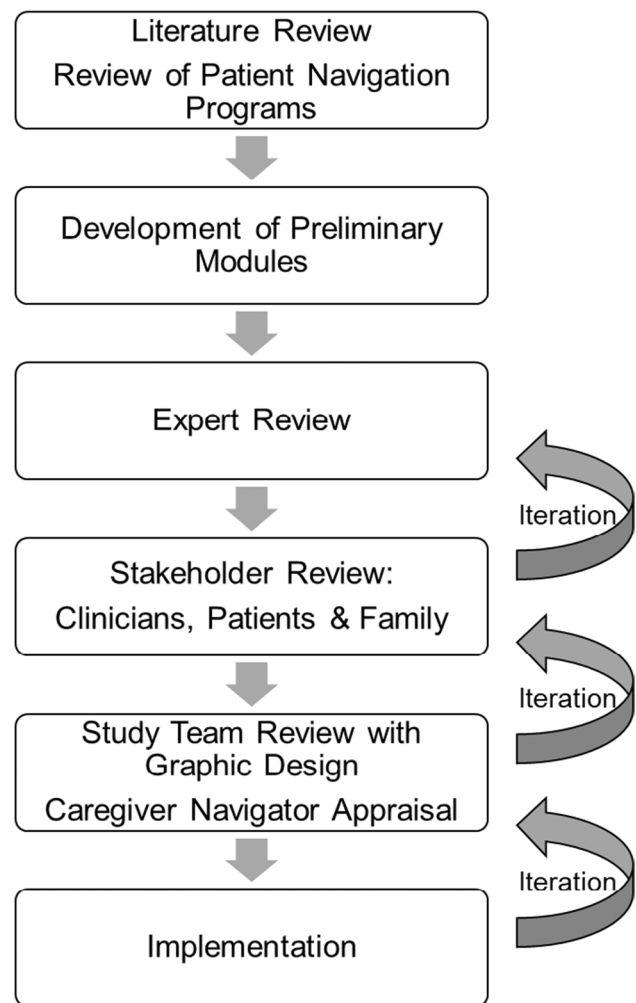 Literature Review
Review of Patient Navigation
Programs
Development of Preliminary
Modules
Expert Review
Iteration
Stakeholder Review:
Clinicians, Patients & Family
Iteration
Study Team Review with
Graphic Design
Caregiver Navigator Appraisal
Iteration
Implementation